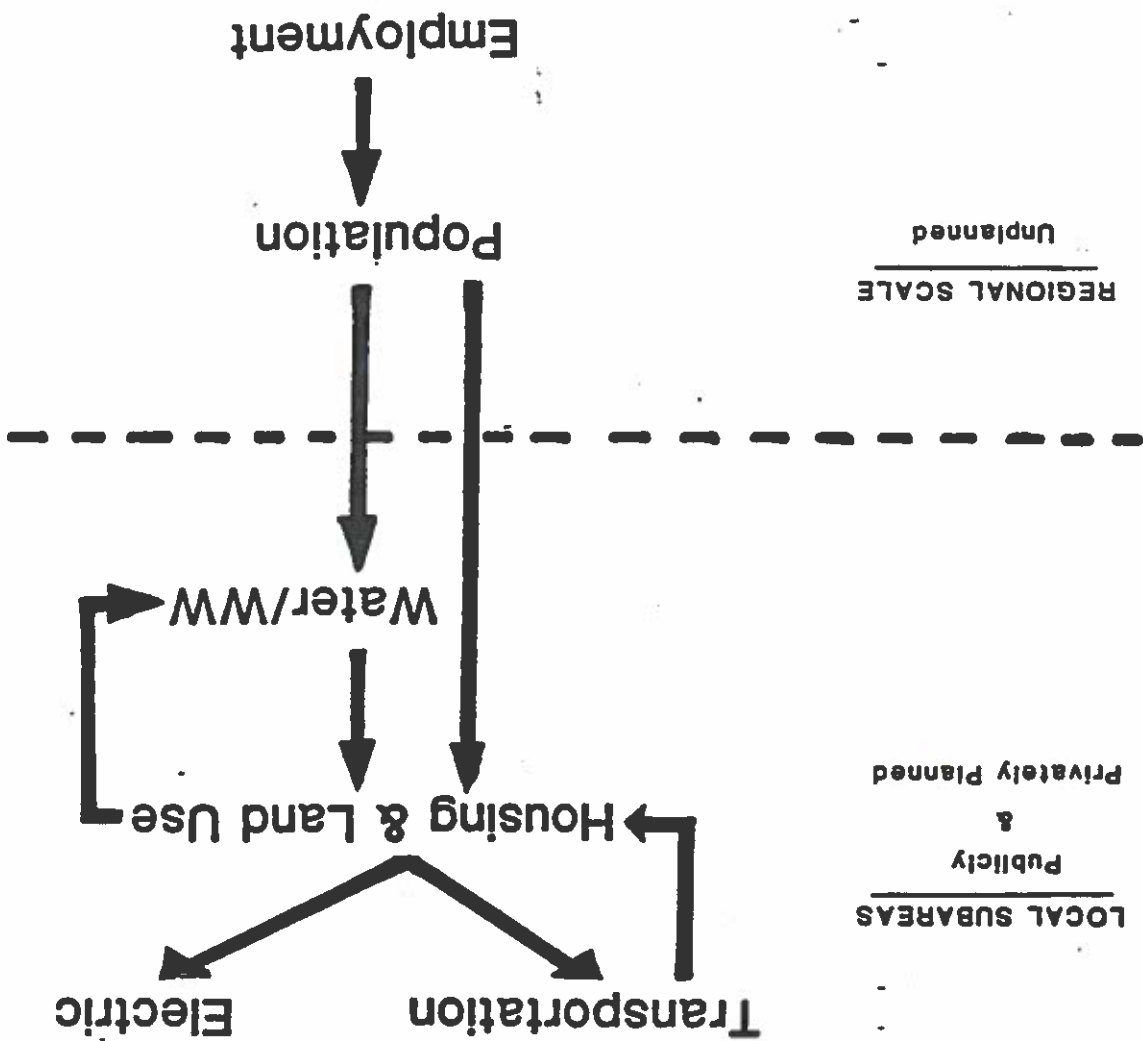 LOCAL SUBAREAS
Publicly
&
Privately Planned
Transportation
Electric
Housing & Land Use
Water/WW
REGIONAL SCALE
Unplanned
Population
Employment